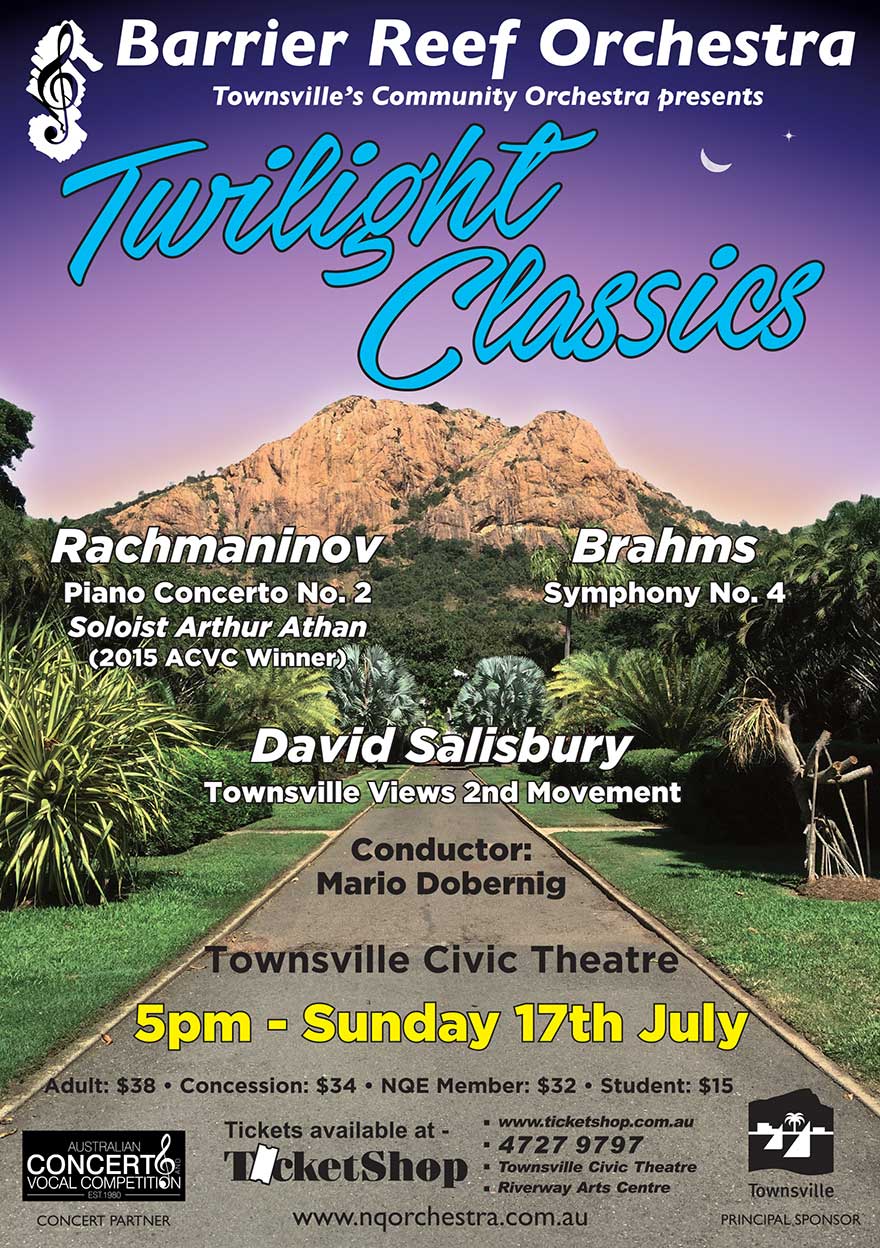 Barrier Reef Orchestra
Townsville's Community Orchestra presents
Twilight
Classics
Rachmaninov
Piano Concerto No. 2
Soloist Arthur Athan
(2015 ACVC Winner)
Brahms
Symphony No. 4
David Salisbury
Townsville Views 2nd Movement
Conductor:
Mario Dobernig
Townsville Civic Theatre
5pm - Sunday 17th July
Adult: $38 • Concession: $34 • NQE Member: $32 • Student: $15
AUSTRALIAN
CONCERTO AND
VOCAL COMPETITION
EST 1980
CONCERT PARTNER
Tickets available at -
TicketShop
▪ www.ticketshop.com.au
▪ 4727 9797
▪ Townsville Civic Theatre
▪ Riverway Arts Centre
www.nqorchestra.com.au
Townsville
PRINCIPAL SPONSOR